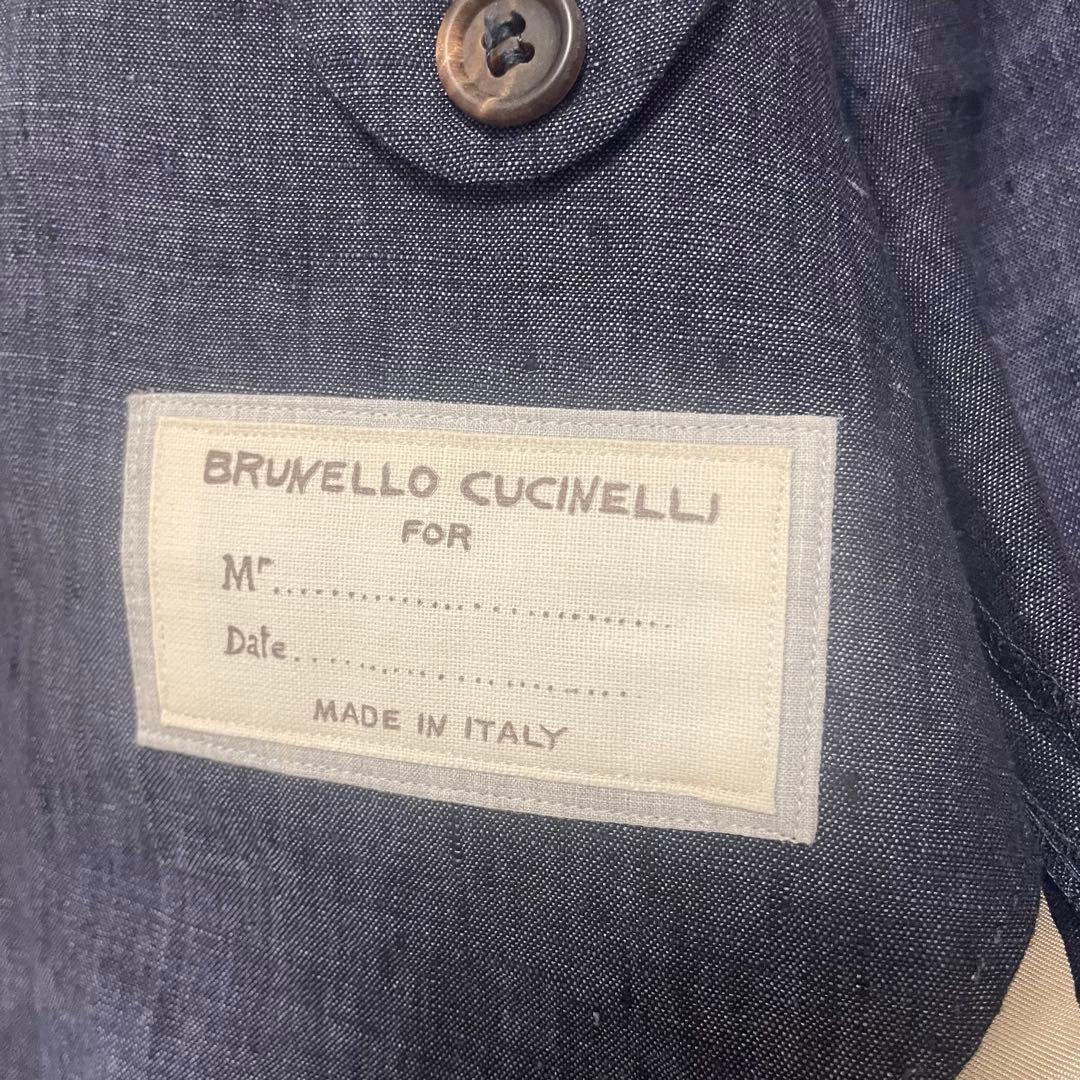 BRUNELLO CUCINELLI
FOR
Mr.............................
Date.........................
MADE IN ITALY